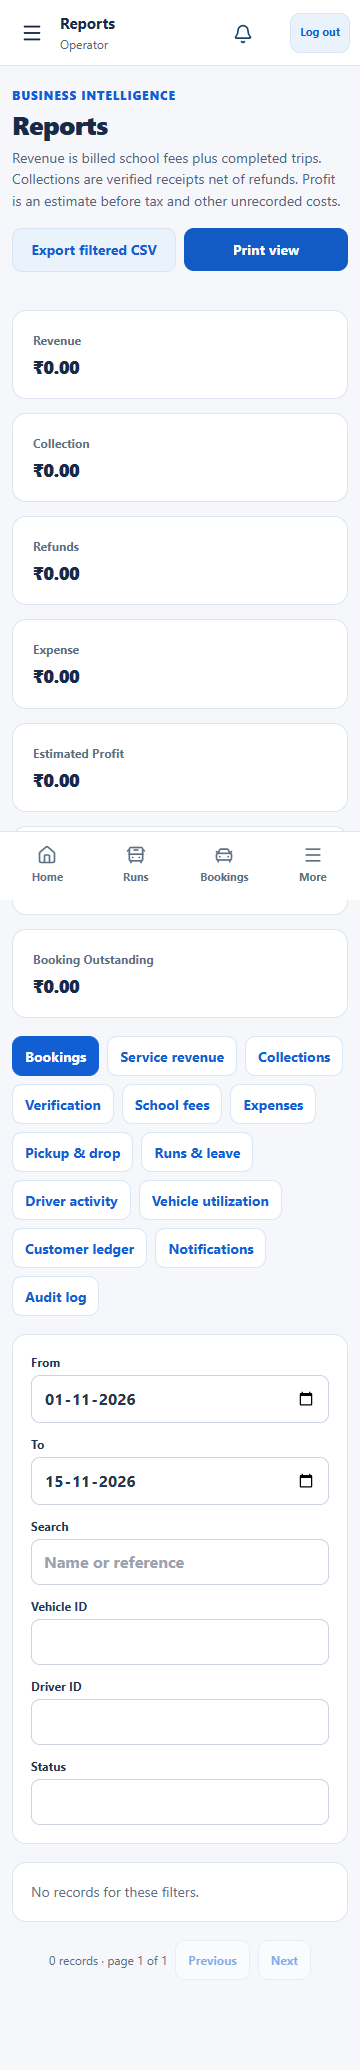 Reports
Operator
Log out
BUSINESS INTELLIGENCE
Reports
Revenue is billed school fees plus completed trips.
Collections are verified receipts net of refunds. Profit
is an estimate before tax and other unrecorded costs.
Export filtered CSV
Print view
Revenue
₹0.00
Collection
₹0.00
Refunds
₹0.00
Expense
₹0.00
Estimated Profit
₹0.00
Home
Runs
Bookings
More
Booking Outstanding
₹0.00
Bookings
Service revenue
Collections
Verification
School fees
Expenses
Pickup & drop
Runs & leave
Driver activity
Vehicle utilization
Customer ledger
Notifications
Audit log
From
01-11-2026
To
15-11-2026
Search
Name or reference
Vehicle ID
Driver ID
Status
No records for these filters.
0 records · page 1 of 1
Previous
Next